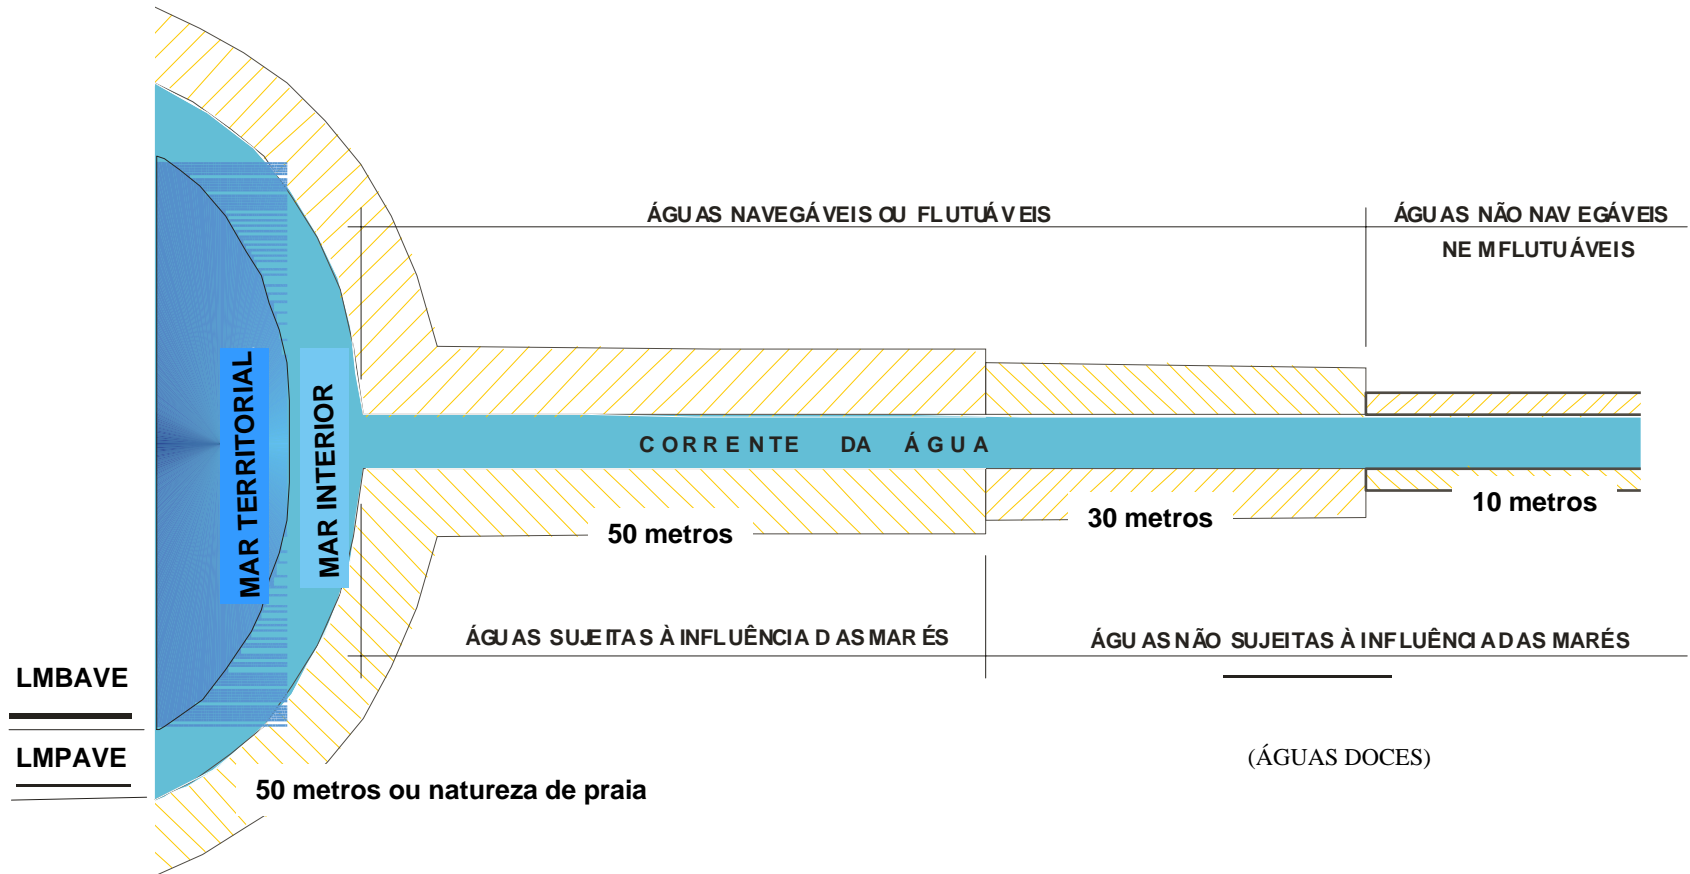 ÁGUAS NAVEGÁVEIS OU FLUTUÁVEIS
ÁGUAS NÃO NAVEGÁVEIS
NEM FLUTUÁVEIS
MAR TERRITORIAL
MAR INTERIOR
CORRENTE DA ÁGUA
50 metros
30 metros
10 metros
ÁGUAS SUJEITAS À INFLUÊNCIA DAS MARÉS
ÁGUAS NÃO SUJEITAS À INFLUÊNCIA DAS MARÉS
LMBAVE
LMPAVE
(ÁGUAS DOCES)
50 metros ou natureza de praia